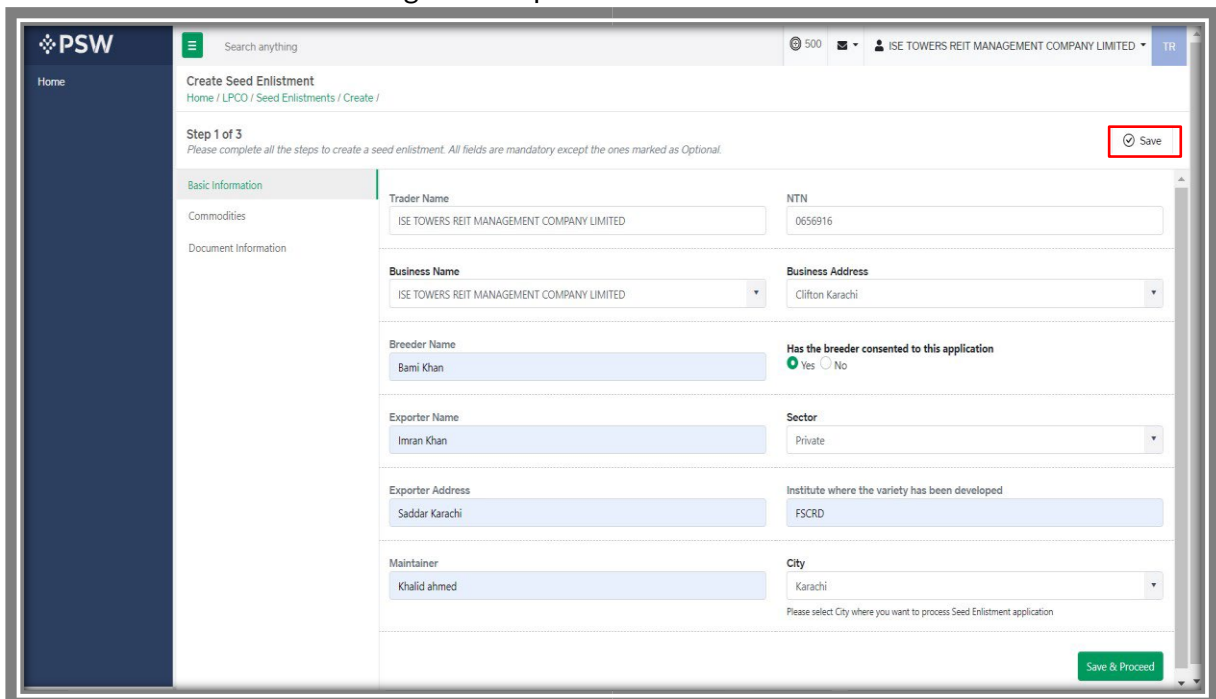 PSW
Search anything
500
ISE TOWERS REIT MANAGEMENT COMPANY LIMITED
TR
Home
Create Seed Enlistment
Home / LPCO / Seed Enlistments / Create /
Step 1 of 3
Please complete all the steps to create a seed enlistment. All fields are mandatory except the ones marked as Optional.
Save
Basic Information
Commodities
Document Information
Trader Name
NTN
ISE TOWERS REIT MANAGEMENT COMPANY LIMITED
0656916
Business Name
Business Address
ISE TOWERS REIT MANAGEMENT COMPANY LIMITED
Clifton Karachi
Breeder Name
Has the breeder consented to this application
Bami Khan
Yes No
Exporter Name
Sector
Imran Khan
Private
Exporter Address
Institute where the variety has been developed
Saddar Karachi
FSCRD
Maintainer
City
Khalid ahmed
Karachi
Please select City where you want to process Seed Enlistment application
Save & Proceed